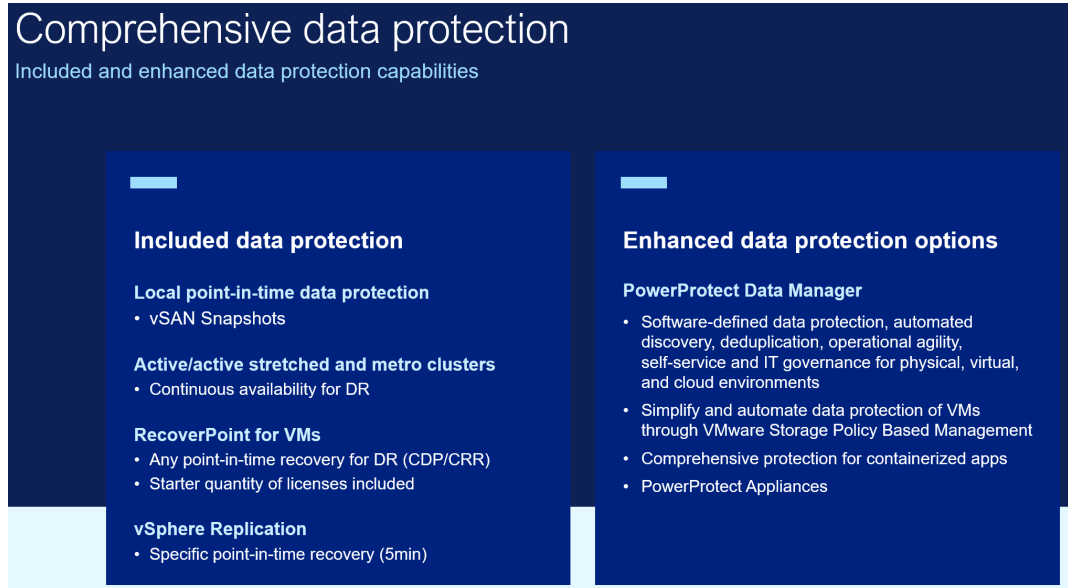 Comprehensive data protection
Included and enhanced data protection capabilities
Included data protection
Local point-in-time data protection
• vSAN Snapshots
Active/active stretched and metro clusters
• Continuous availability for DR
RecoverPoint for VMs
• Any point-in-time recovery for DR (CDP/CRR)
• Starter quantity of licenses included
vSphere Replication
• Specific point-in-time recovery (5min)
Enhanced data protection options
PowerProtect Data Manager
• Software-defined data protection, automated
discovery, deduplication, operational agility,
self-service and IT governance for physical, virtual,
and cloud environments
• Simplify and automate data protection of VMs
through VMware Storage Policy Based Management
• Comprehensive protection for containerized apps
• PowerProtect Appliances